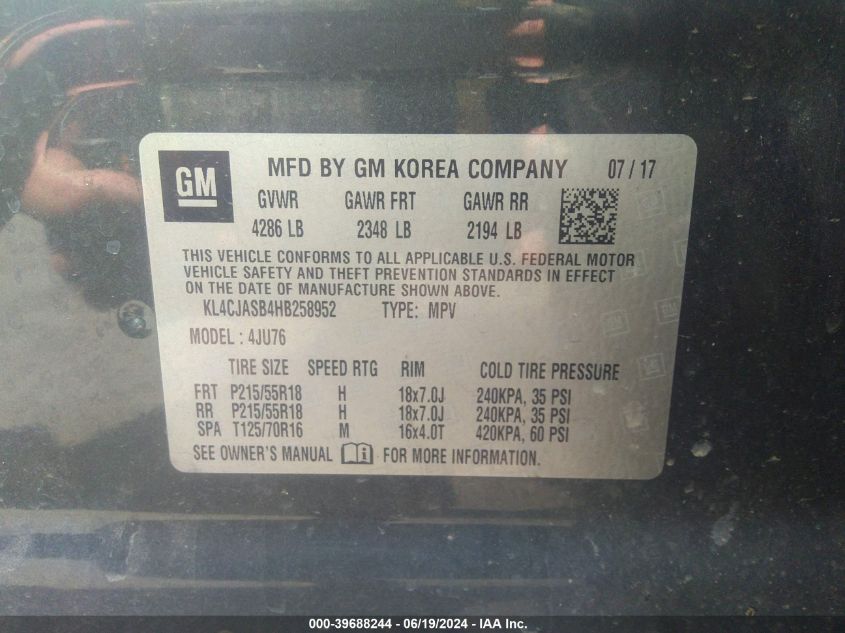 GM MFD BY GM KOREA COMPANY 07 / 17
GVWR GAWR FRT GAWR RR
4286 LB 2348 LB 2194 LB
THIS VEHICLE CONFORMS TO ALL APPLICABLE U.S. FEDERAL MOTOR
VEHICLE SAFETY AND THEFT PREVENTION STANDARDS IN EFFECT
ON THE DATE OF MANUFACTURE SHOWN ABOVE.
KL4CJASB4HB258952 TYPE: MPV
MODEL : 4JU76
TIRE SIZE SPEED RTG RIM COLD TIRE PRESSURE
FRT P215/55R18 H 18x7.0J 240KPA, 35 PSI
RR P215/55R18 H 18x7.0J 240KPA, 35 PSI
SPA T125/70R16 M 16x4.0T 420KPA, 60 PSI
SEE OWNER'S MANUAL i FOR MORE INFORMATION.
000-39688244 - 06/19/2024 - IAA Inc.